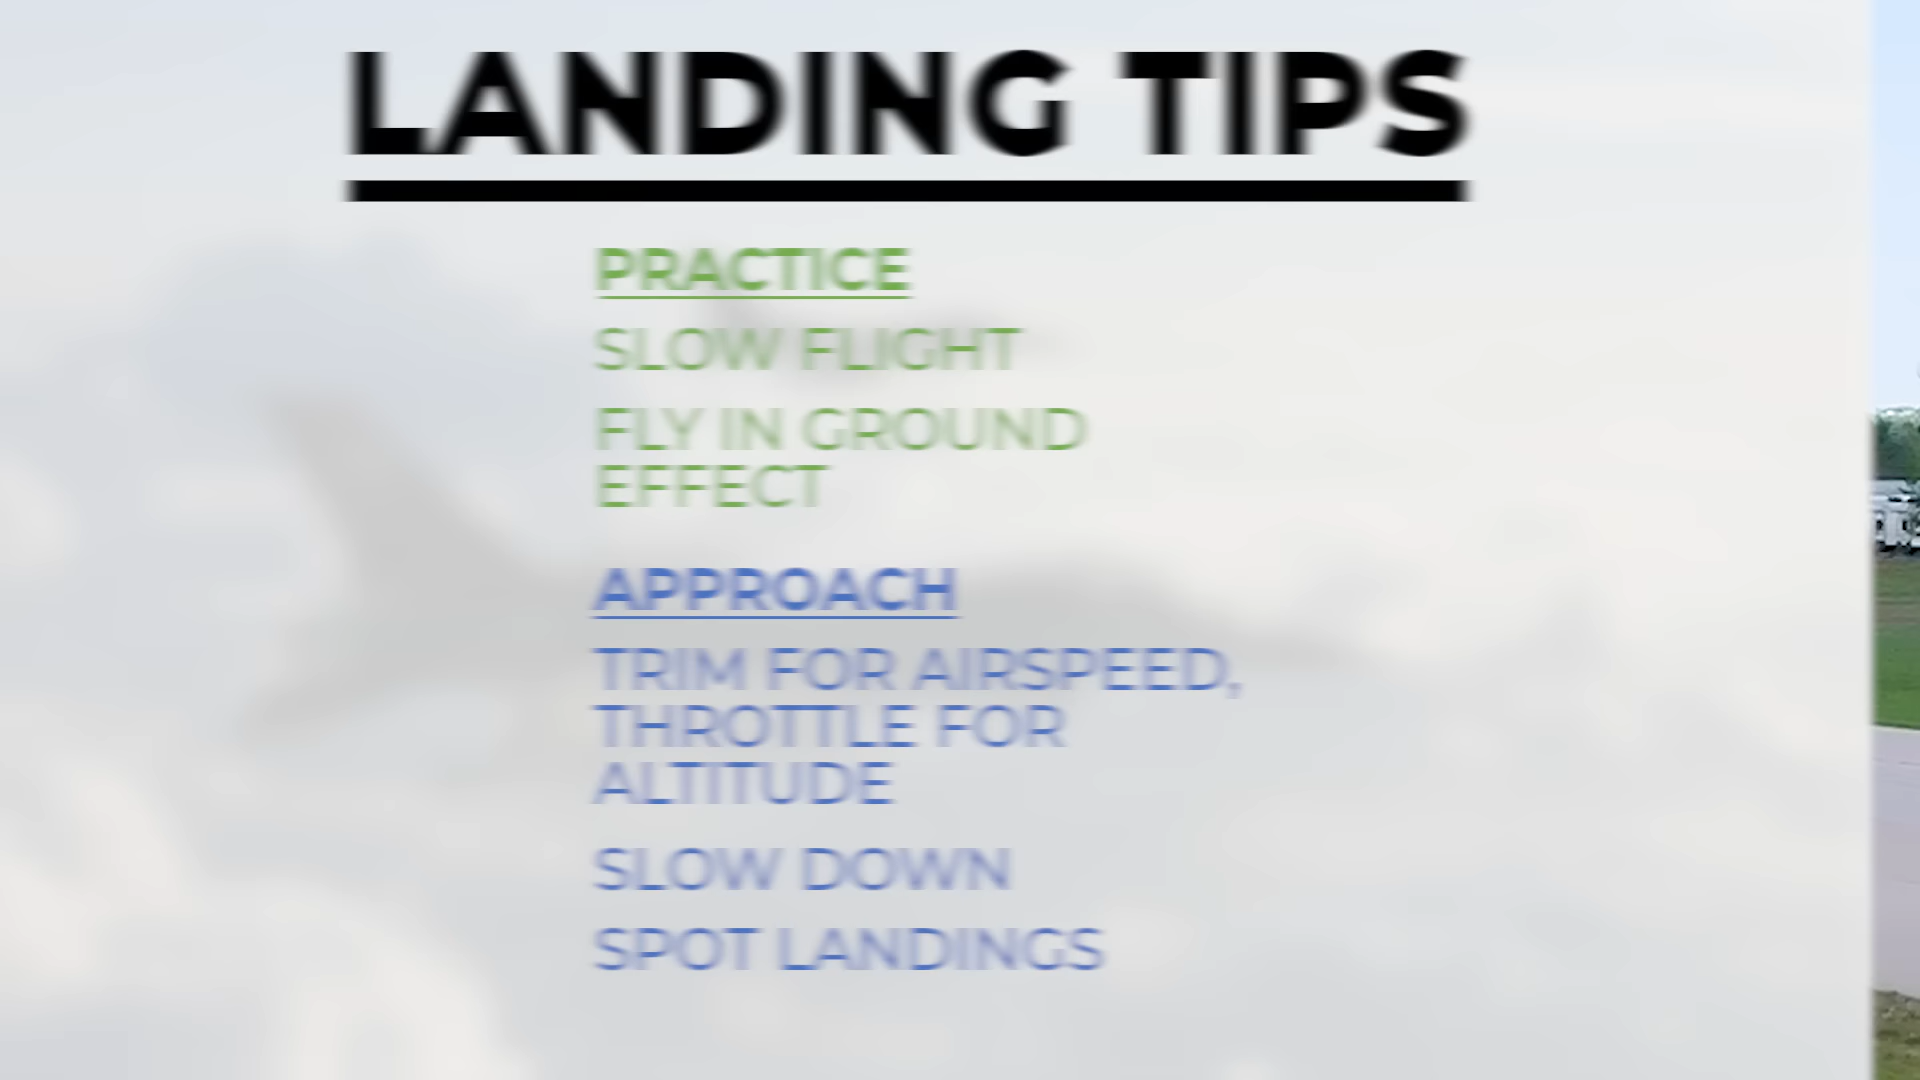 LANDING TIPS
PRACTICE
SLOW FLIGHT
FLY IN GROUND
EFFECT
APPROACH
TRIM FOR AIRSPEED,
THROTTLE FOR
ALTITUDE
SLOW DOWN
SPOT LANDINGS